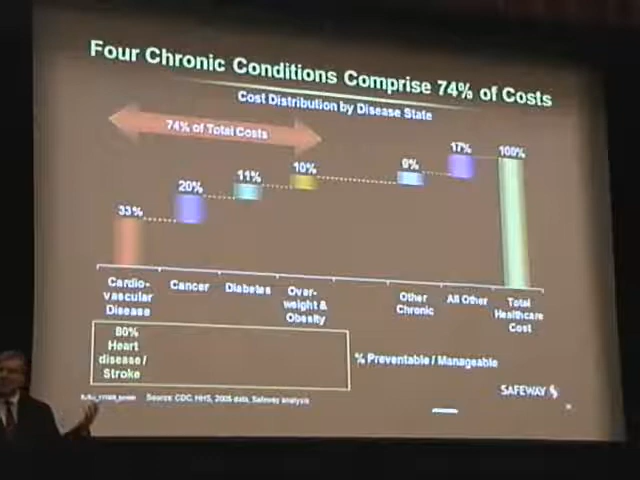 Four Chronic Conditions Comprise 74% of Costs
Cost Distribution by Disease State
74% of Total Costs
33%
20%
11%
10%
9%
17%
100%
Cardio-
vascular
Disease
Cancer
Diabetes
Over-
weight &
Obesity
Other
Chronic
All Other
Total
Healthcare
Cost
80%
Heart
disease /
Stroke
% Preventable / Manageable
Source: CDC, HHS, 2005 data, Safeway analysis
SAFEWAY